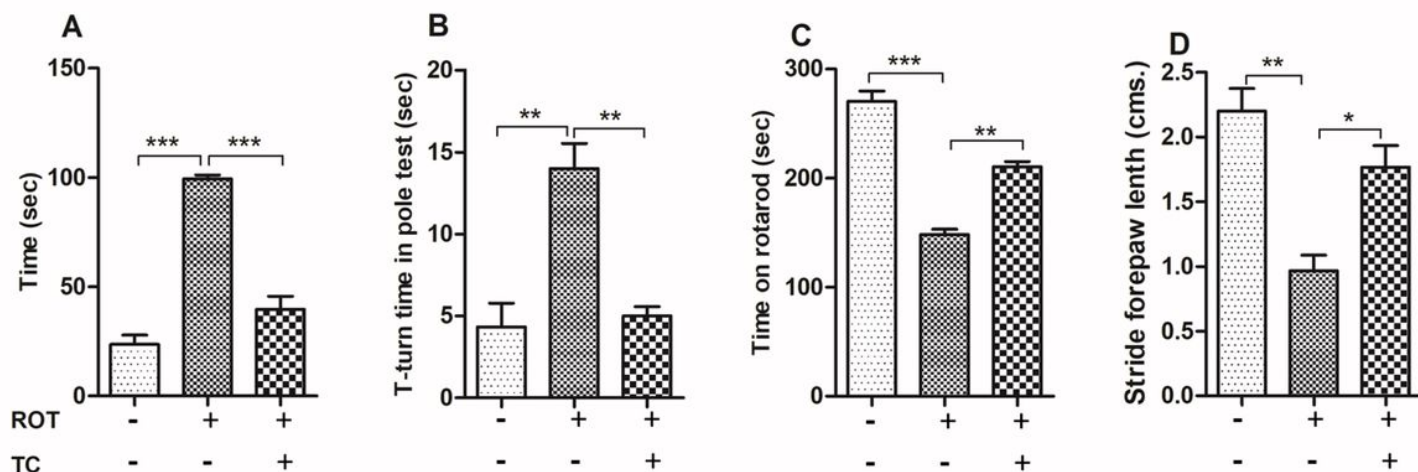 A
Time (sec)
150
100
50
0
*** ***
B
T-turn time in pole test (sec)
20
15
10
5
0
** **
C
Time on rotarod (sec)
300
200
100
0
***
**
D
Stride forepaw lenth (cms.)
2.5
2.0
1.5
1.0
0.5
0.0
**
*
ROT - + + - + + - + + - + +
TC - - + - - + - - + - - +